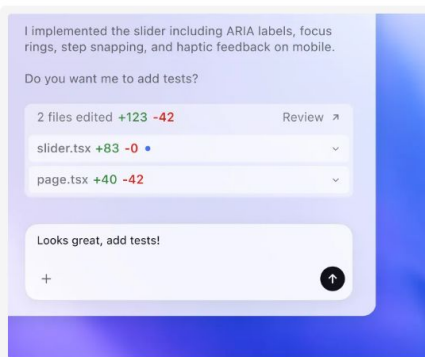 I implemented the slider including ARIA labels, focus
rings, step snapping, and haptic feedback on mobile.
Do you want me to add tests?
2 files edited +123 -42 Review ↗
slider.tsx +83 -0
page.tsx +40 -42
Looks great, add tests!